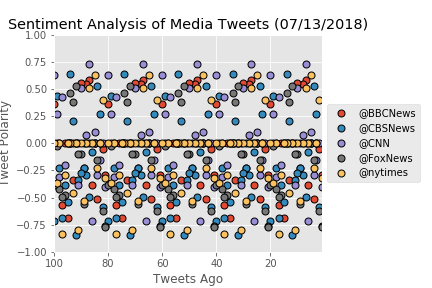 Sentiment Analysis of Media Tweets (07/13/2018)
1.00
0.75
0.50
0.25
0.00
−0.25
−0.50
−0.75
−1.00
Tweet Polarity
100
80
60
40
20
Tweets Ago
@BBCNews
@CBSNews
@CNN
@FoxNews
@nytimes